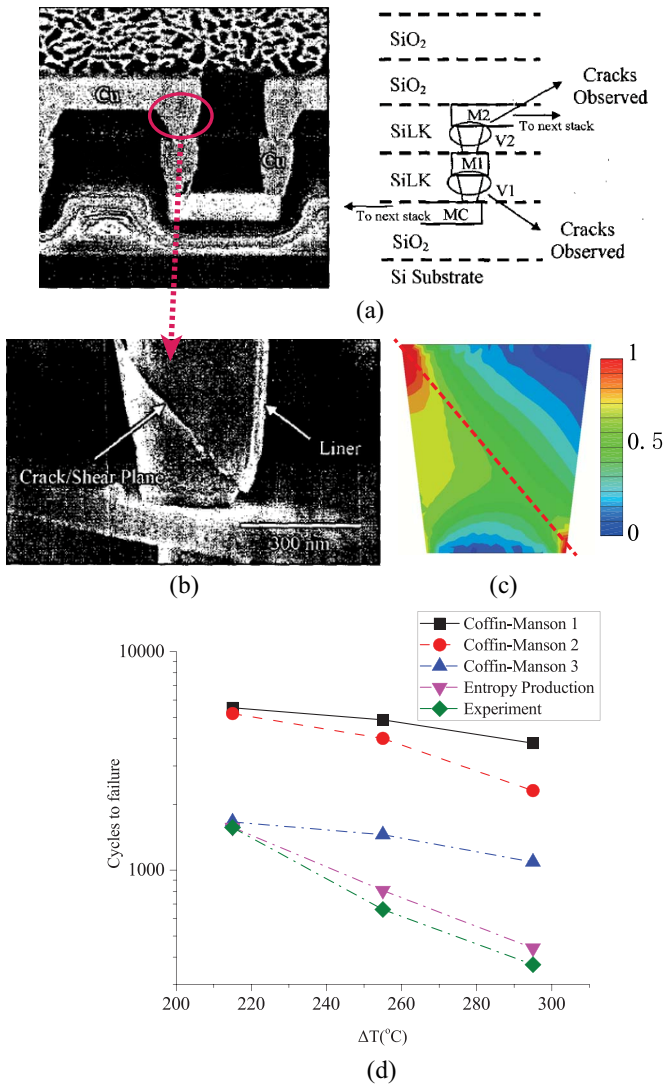 Cu
Cu
SiO2
SiO2
SiLK
SiLK
SiO2
Si Substrate
M2
V2
M1
V1
MC
Cracks
Observed
To next stack
To next stack
Cracks
Observed
(a)
Crack/Shear Plane
Liner
300 nm
(b)
1
0.5
0
(c)
Coffin-Manson 1
Coffin-Manson 2
Coffin-Manson 3
Entropy Production
Experiment
10000
1000
Cycles to failure
200 220 240 260 280 300
ΔT(°C)
(d)